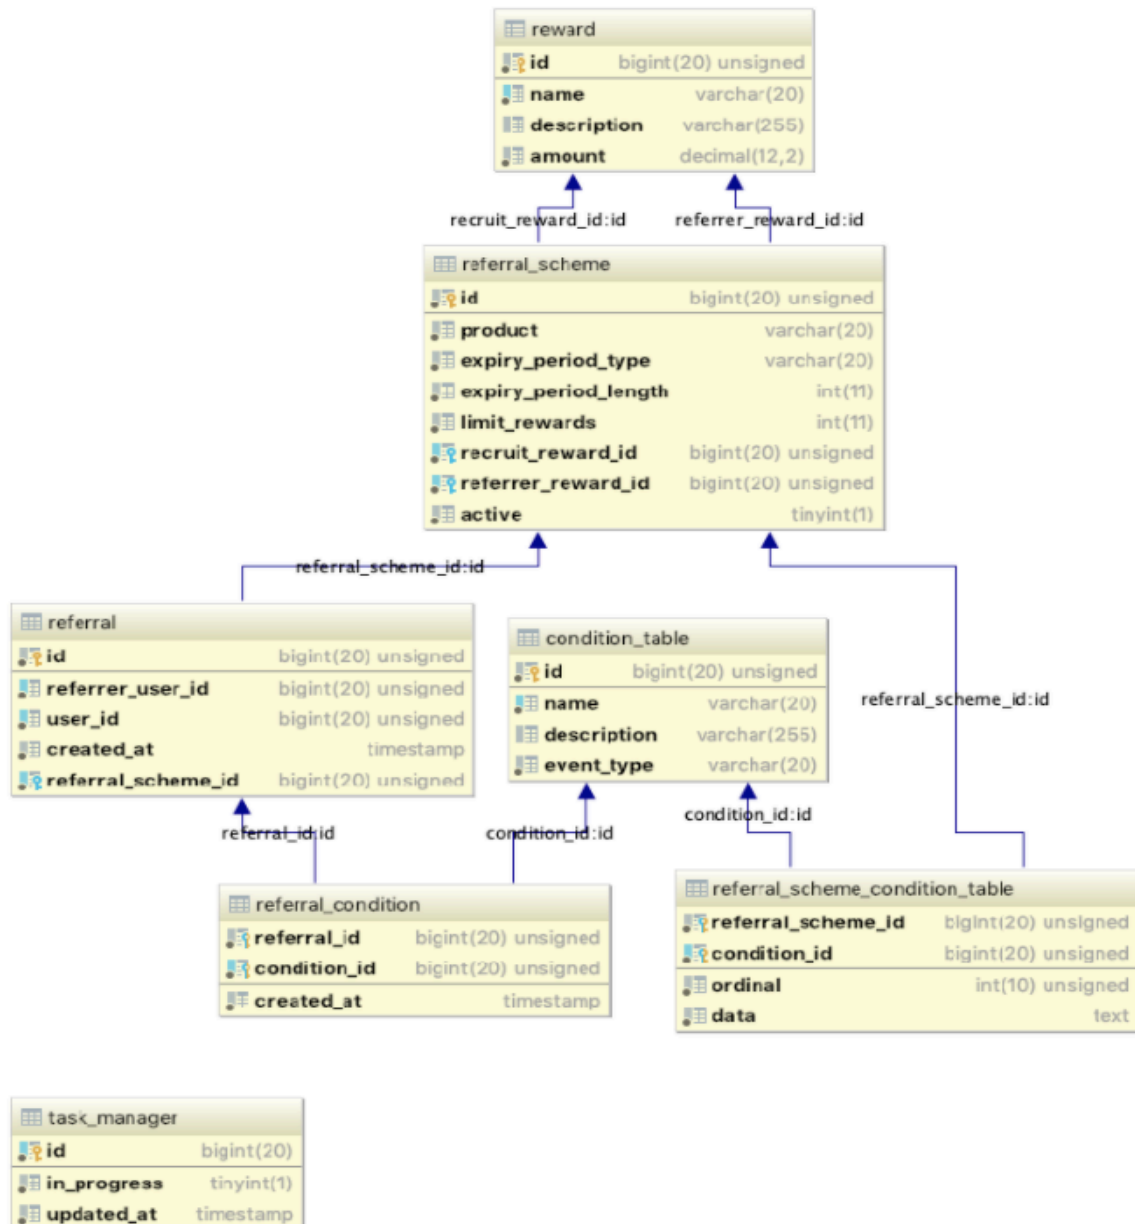 reward
id bigint(20) unsigned
name varchar(20)
description varchar(255)
amount decimal(12,2)
recruit_reward_id:id
referrer_reward_id:id
referral_scheme
id bigint(20) unsigned
product varchar(20)
expiry_period_type varchar(20)
expiry_period_length int(11)
limit_rewards int(11)
recruit_reward_id bigint(20) unsigned
referrer_reward_id bigint(20) unsigned
active tinyint(1)
referral_scheme_id:id
referral
id bigint(20) unsigned
referrer_user_id bigint(20) unsigned
user_id bigint(20) unsigned
created_at timestamp
referral_scheme_id bigint(20) unsigned
condition_table
id bigint(20) unsigned
name varchar(20)
description varchar(255)
event_type varchar(20)
referral_scheme_id:id
referral_id:id
condition_id:id
condition_id:id
referral_condition
referral_id bigint(20) unsigned
condition_id bigint(20) unsigned
created_at timestamp
referral_scheme_condition_table
referral_scheme_id bigint(20) unsigned
condition_id bigint(20) unsigned
ordinal int(10) unsigned
data text
task_manager
id bigint(20)
in_progress tinyint(1)
updated_at timestamp